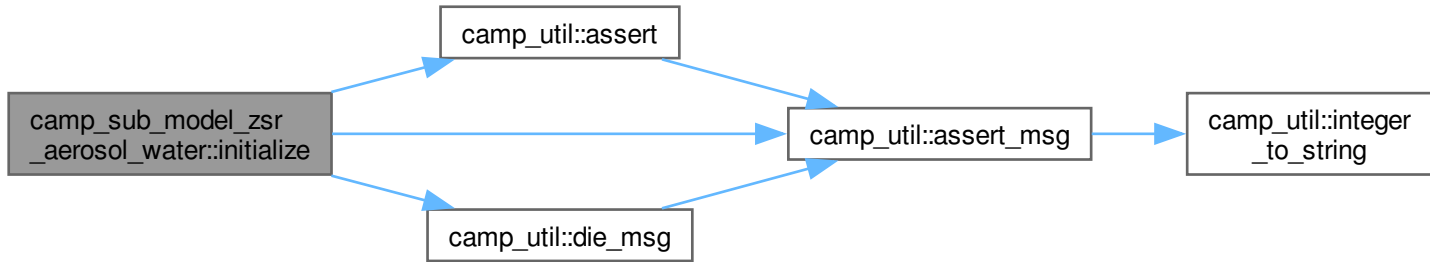 camp_sub_model_zsr
_aerosol_water::initialize
camp_util::assert
camp_util::die_msg
camp_util::assert_msg
camp_util::integer
_to_string